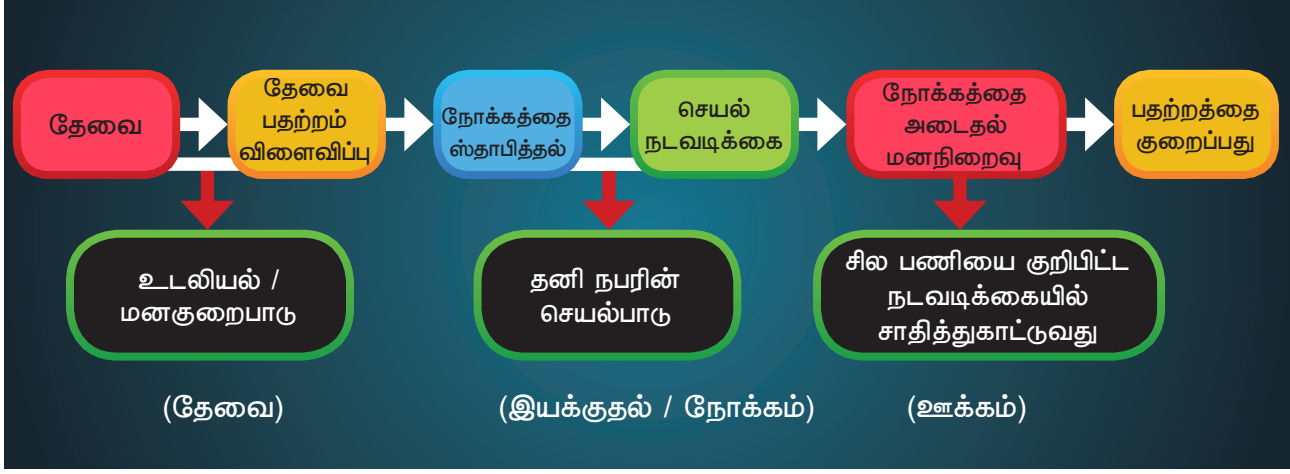 தேவை
தேவை
பதற்றம்
விளைவிப்பு
நோக்கத்தை
ஸ்தாபித்தல்
செயல்
நடவடிக்கை
நோக்கத்தை
அடைதல்
மனநிறைவு
பதற்றத்தை
குறைப்பது
உடலியல் /
மனகுறைபாடு
தனி நபரின்
செயல்பாடு
சில பணியை குறிபிட்ட
நடவடிக்கையில்
சாதித்துகாட்டுவது
(தேவை)
(இயக்குதல் / நோக்கம்)
(ஊக்கம்)